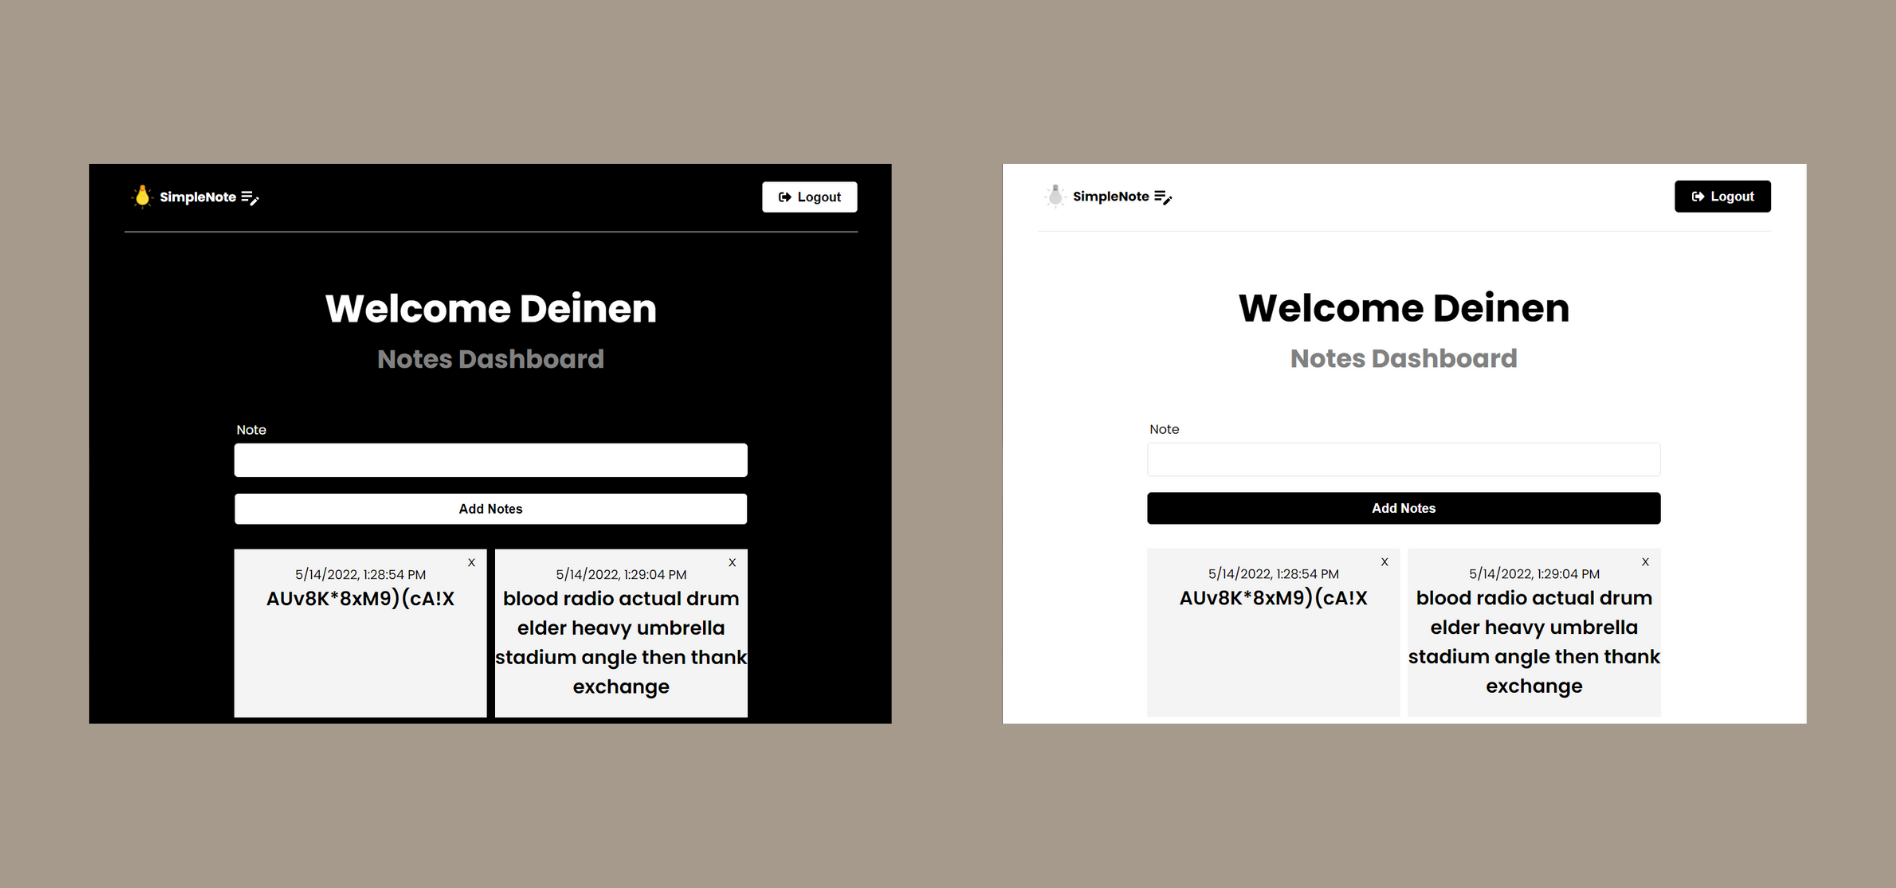 SimpleNote
Logout
Welcome Deinen
Notes Dashboard
Note
Add Notes
X
5/14/2022, 1:28:54 PM
AUv8K*8xM9)(cA!X
X
5/14/2022, 1:29:04 PM
blood radio actual drum
elder heavy umbrella
stadium angle then thank
exchange
SimpleNote
Logout
Welcome Deinen
Notes Dashboard
Note
Add Notes
X
5/14/2022, 1:28:54 PM
AUv8K*8xM9)(cA!X
X
5/14/2022, 1:29:04 PM
blood radio actual drum
elder heavy umbrella
stadium angle then thank
exchange